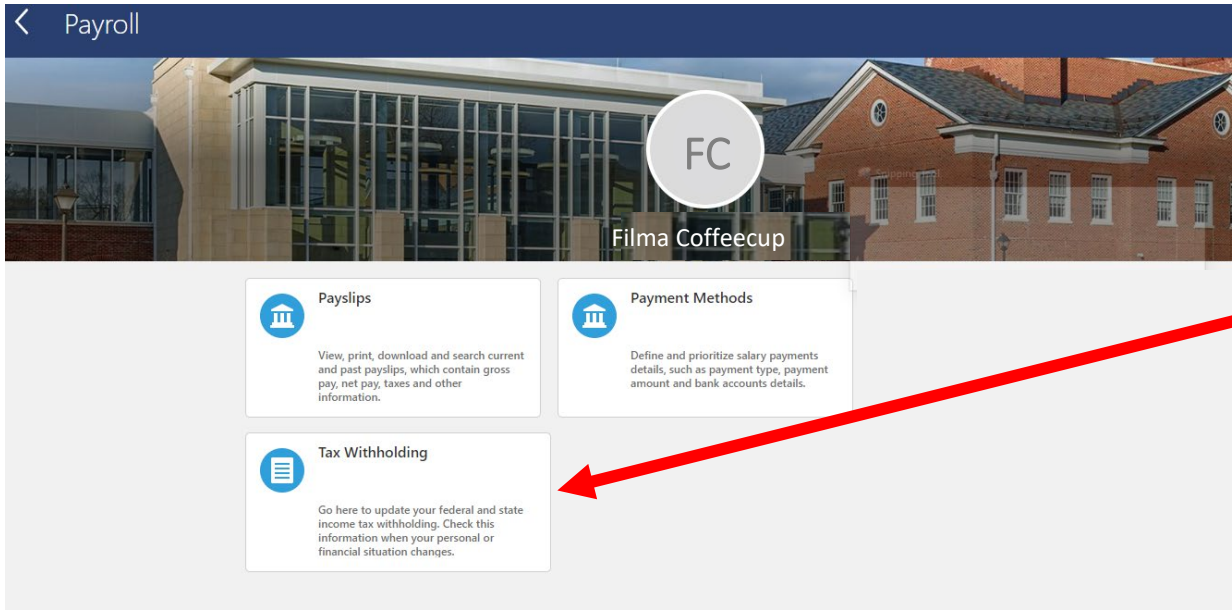 Payroll
FC
Snipping Tool
Filma Coffeecup
Payslips
View, print, download and search current
and past payslips, which contain gross
pay, net pay, taxes and other
information.
Payment Methods
Define and prioritize salary payments
details, such as payment type, payment
amount and bank accounts details.
Tax Withholding
Go here to update your federal and state
income tax withholding. Check this
information when your personal or
financial situation changes.